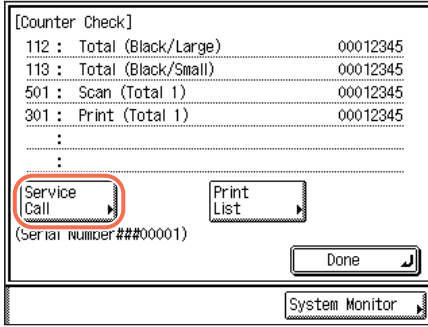 [Counter Check]
112 : Total (Black/Large) 00012345
113 : Total (Black/Small) 00012345
501 : Scan (Total 1) 00012345
301 : Print (Total 1) 00012345
:
:
Service Call
Print List
(Serial Number###00001)
Done
System Monitor